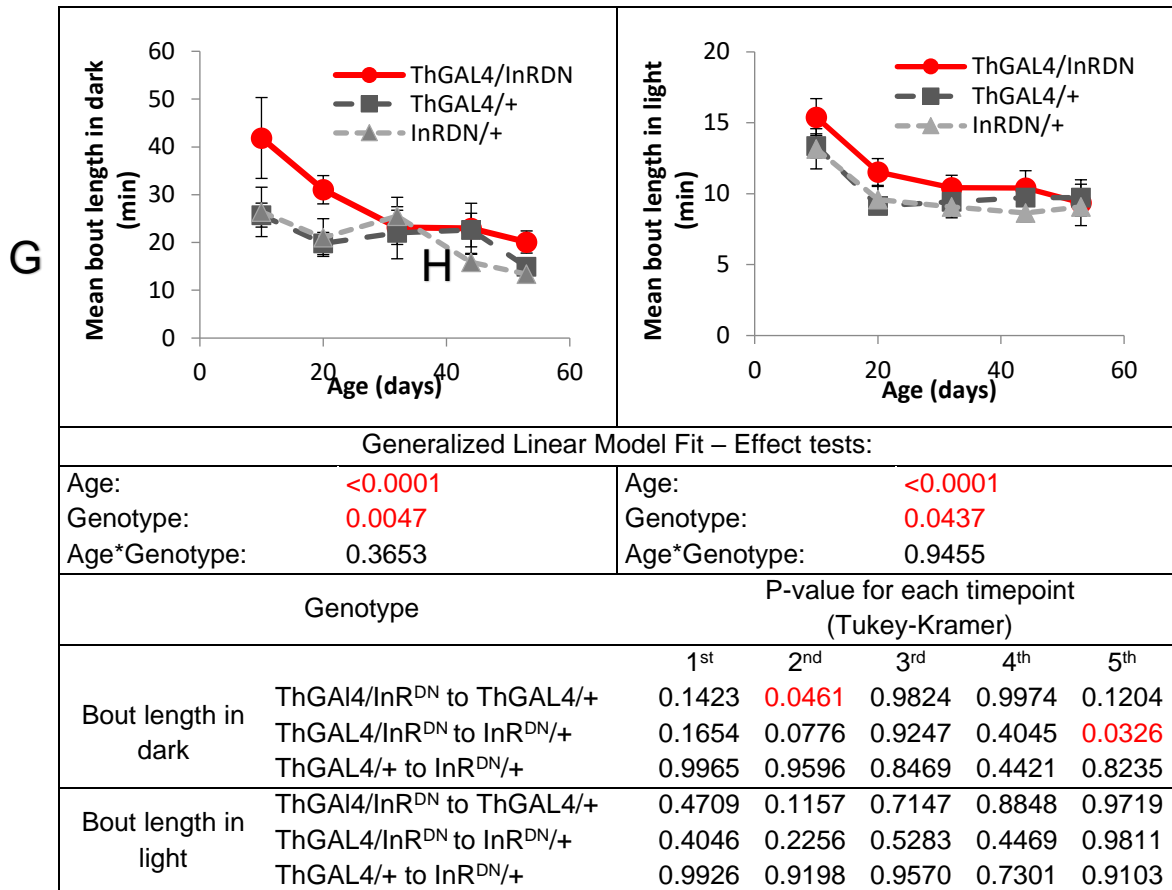 G
Mean bout length in dark
(min)
60
50
40
30
20
10
0
ThGAL4/InRDN
ThGAL4/+
InRDN/+
H
0 20 40 60
Age (days)
Mean bout length in light
(min)
20
15
10
5
0
ThGAL4/InRDN
ThGAL4/+
InRDN/+
0 20 40 60
Age (days)
Generalized Linear Model Fit – Effect tests:
Age: <0.0001 Age: <0.0001
Genotype: 0.0047 Genotype: 0.0437
Age*Genotype: 0.3653 Age*Genotype: 0.9455
Genotype
P-value for each timepoint
(Tukey-Kramer)
1st 2nd 3rd 4th 5th
Bout length in
dark
ThGAl4/InRDN to ThGAL4/+ 0.1423 0.0461 0.9824 0.9974 0.1204
ThGAL4/InRDN to InRDN/+ 0.1654 0.0776 0.9247 0.4045 0.0326
ThGAL4/+ to InRDN/+ 0.9965 0.9596 0.8469 0.4421 0.8235
Bout length in
light
ThGAl4/InRDN to ThGAL4/+ 0.4709 0.1157 0.7147 0.8848 0.9719
ThGAL4/InRDN to InRDN/+ 0.4046 0.2256 0.5283 0.4469 0.9811
ThGAL4/+ to InRDN/+ 0.9926 0.9198 0.9570 0.7301 0.9103